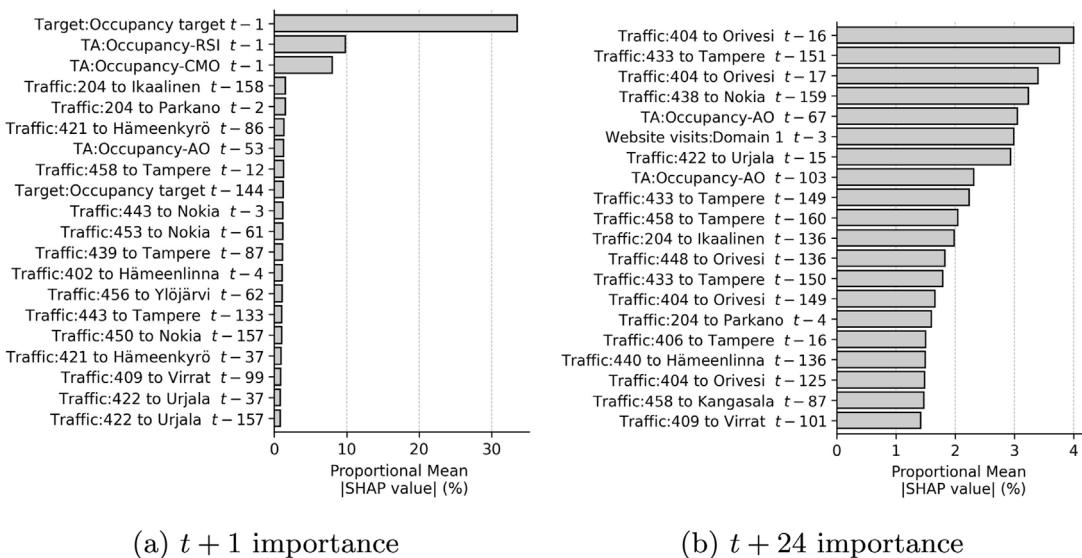 Target:Occupancy target t − 1
TA:Occupancy-RSI t − 1
TA:Occupancy-CMO t − 1
Traffic:204 to Ikaalinen t − 158
Traffic:204 to Parkano t − 2
Traffic:421 to Hämeenkyrö t − 86
TA:Occupancy-AO t − 53
Traffic:458 to Tampere t − 12
Target:Occupancy target t − 144
Traffic:443 to Nokia t − 3
Traffic:453 to Nokia t − 61
Traffic:439 to Tampere t − 87
Traffic:402 to Hämeenlinna t − 4
Traffic:456 to Ylöjärvi t − 62
Traffic:443 to Tampere t − 133
Traffic:450 to Nokia t − 157
Traffic:421 to Hämeenkyrö t − 37
Traffic:409 to Virrat t − 99
Traffic:422 to Urjala t − 37
Traffic:422 to Urjala t − 157
0 10 20 30
Proportional Mean
|SHAP value| (%)
(a) t + 1 importance
Traffic:404 to Orivesi t − 16
Traffic:433 to Tampere t − 151
Traffic:404 to Orivesi t − 17
Traffic:438 to Nokia t − 159
TA:Occupancy-AO t − 67
Website visits:Domain 1 t − 3
Traffic:422 to Urjala t − 15
TA:Occupancy-AO t − 103
Traffic:433 to Tampere t − 149
Traffic:458 to Tampere t − 160
Traffic:204 to Ikaalinen t − 136
Traffic:448 to Orivesi t − 136
Traffic:433 to Tampere t − 150
Traffic:404 to Orivesi t − 149
Traffic:204 to Parkano t − 4
Traffic:406 to Tampere t − 16
Traffic:440 to Hämeenlinna t − 136
Traffic:404 to Orivesi t − 125
Traffic:458 to Kangasala t − 87
Traffic:409 to Virrat t − 101
0 1 2 3 4
Proportional Mean
|SHAP value| (%)
(b) t + 24 importance